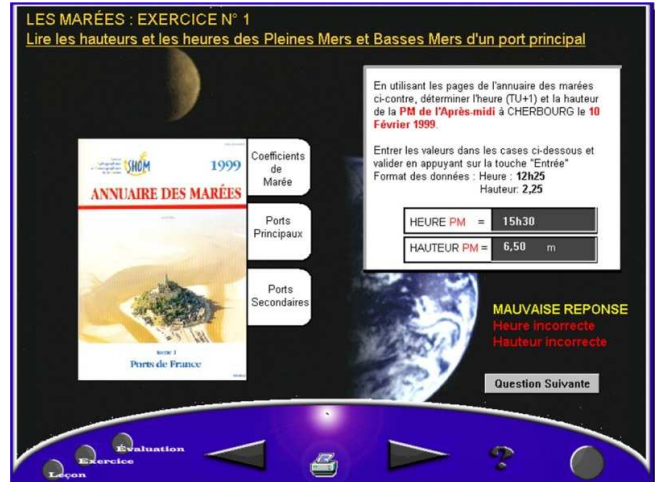 LES MARÉES : EXERCICE N° 1
Lire les hauteurs et les heures des Pleines Mers et Basses Mers d'un port principal
En utilisant les pages de l'annuaire des marées
ci-contre, déterminer l'heure (TU+1) et la hauteur
de la PM de l'Après-midi à CHERBOURG le 10
Février 1999.
Entrer les valeurs dans les cases ci-dessous et
valider en appuyant sur la touche "Entrée"
Format des données : Heure : 12h25
Hauteur: 2,25
HEURE PM = 15h30
HAUTEUR PM = 6,50 m
SHOM
1999
ANNUAIRE DES MARÉES
tome 1
Ports de France
Coefficients
de
Marée
Ports
Principaux
Ports
Secondaires
MAUVAISE REPONSE
Heure incorrecte
Hauteur incorrecte
Question Suivante
Évaluation
Exercice
Leçon
?